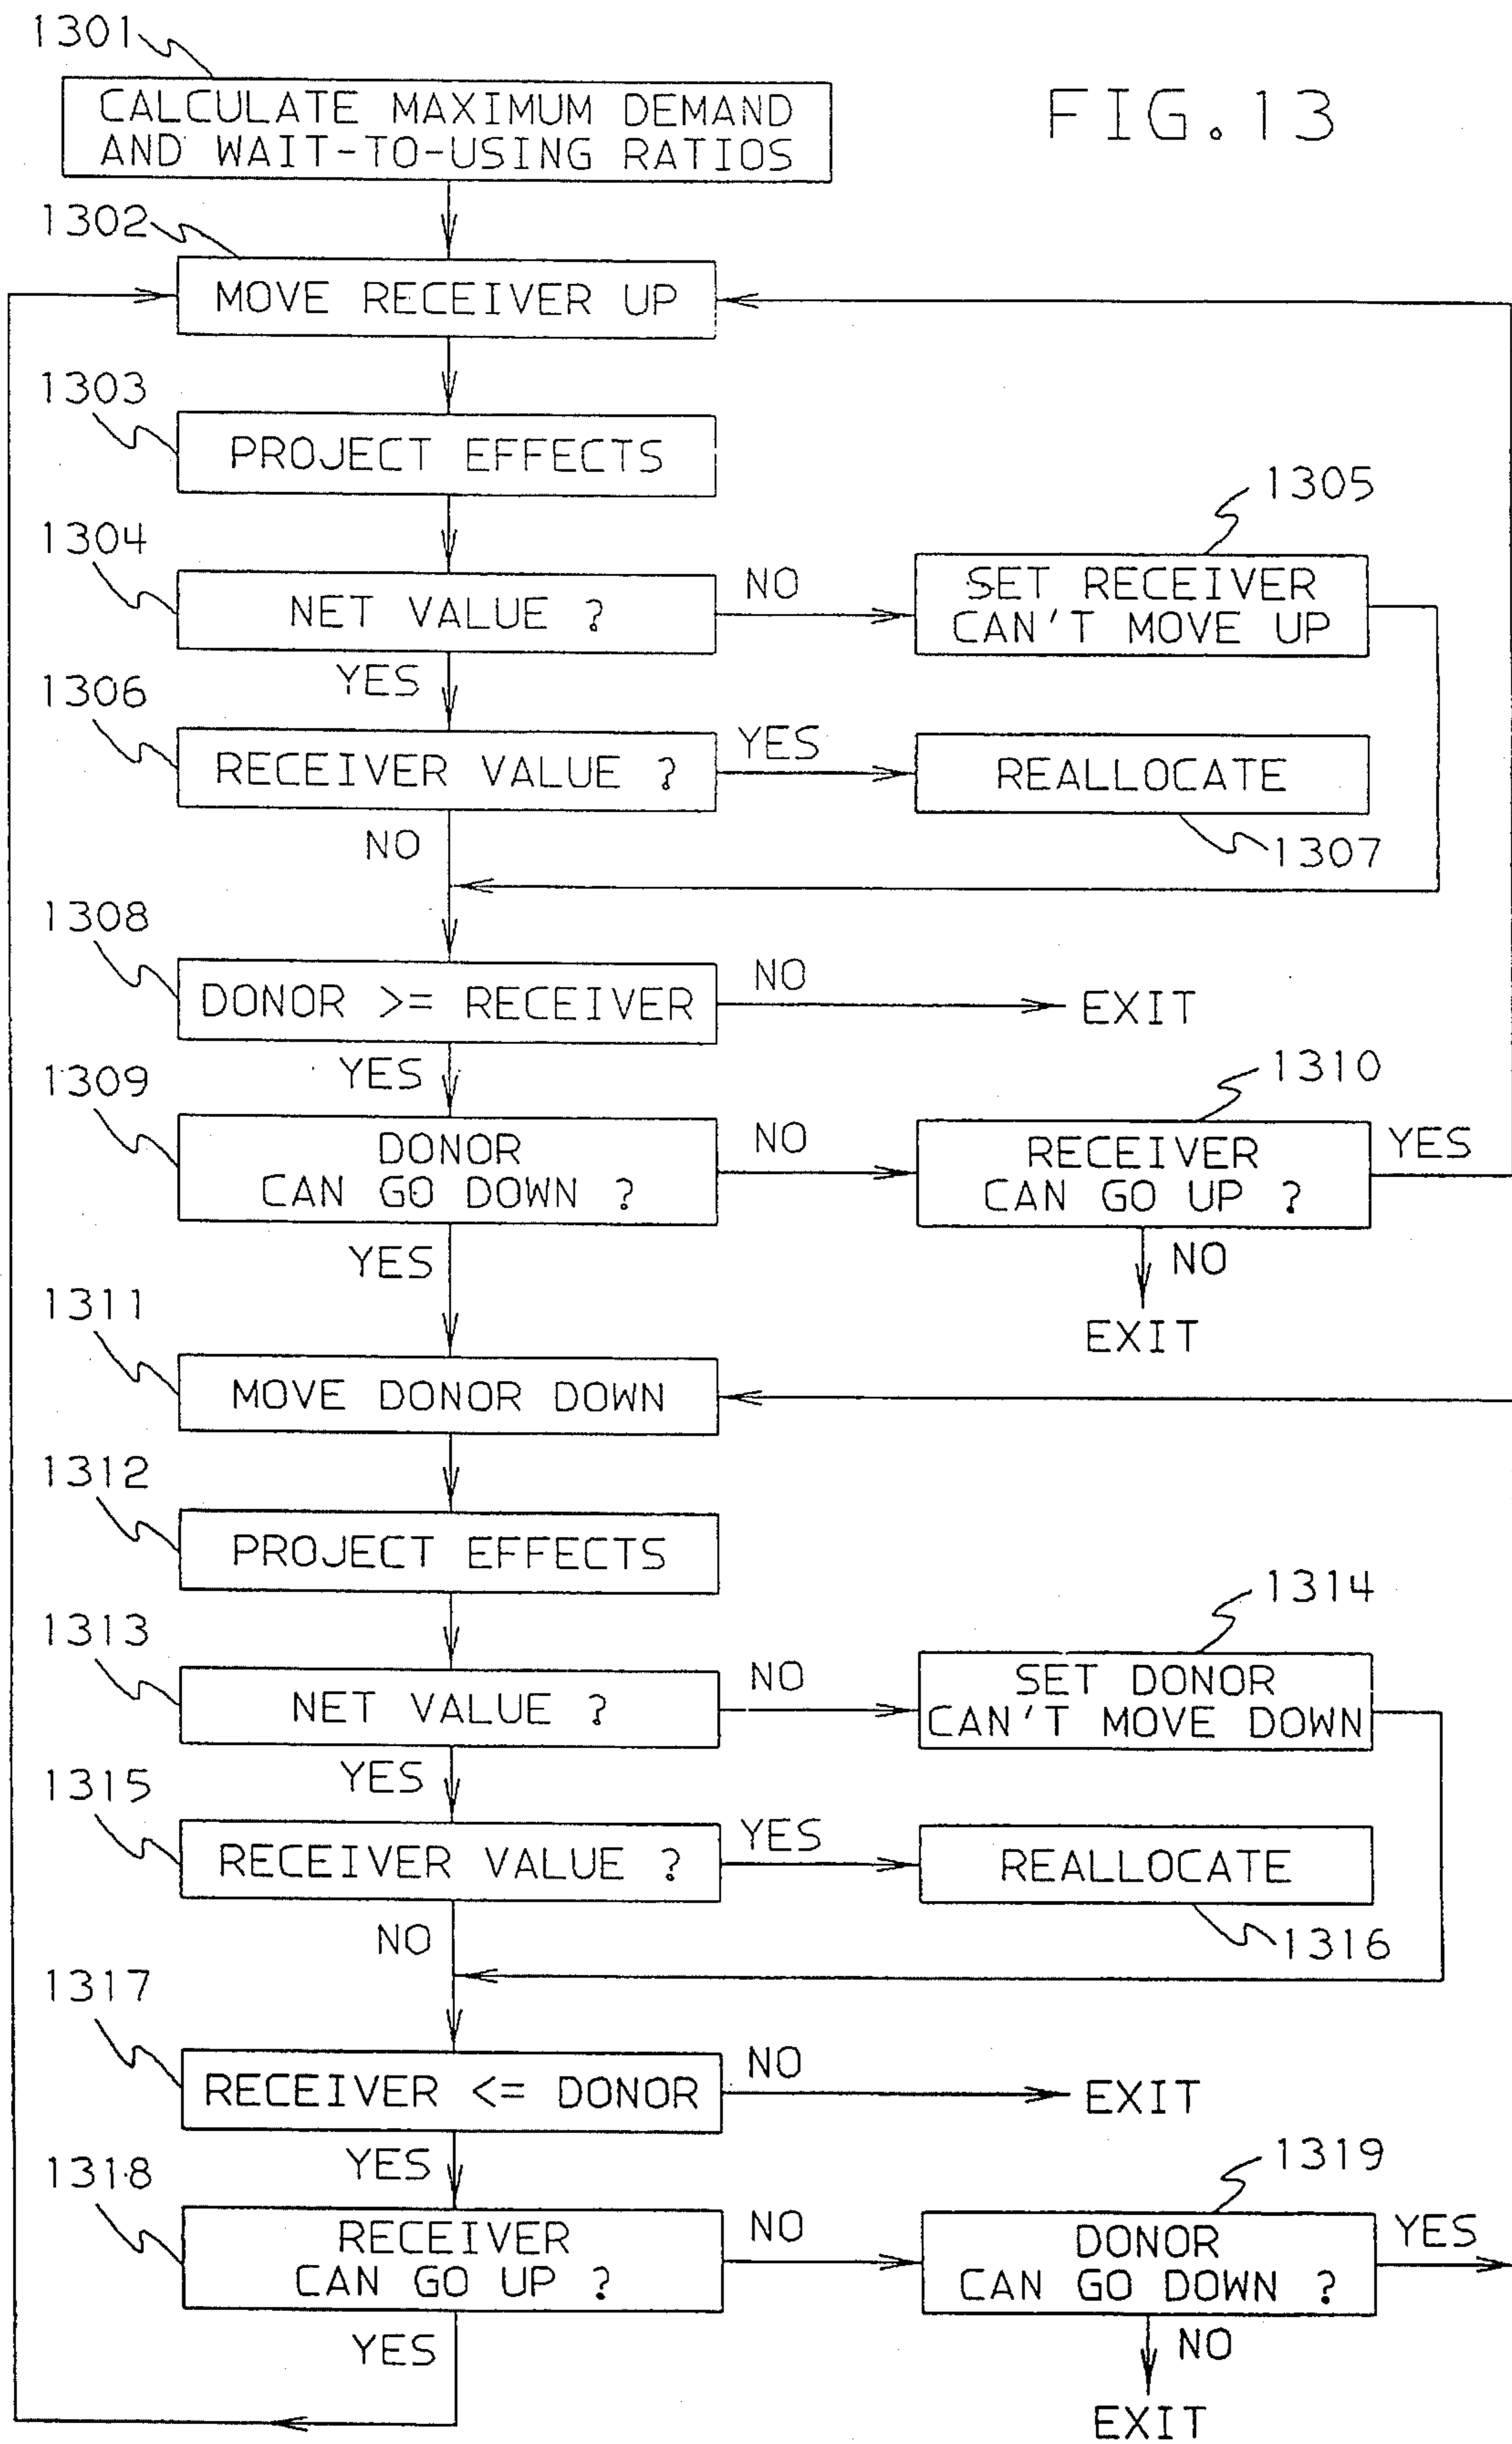 1301
CALCULATE MAXIMUM DEMAND
AND WAIT-TO-USING RATIOS
FIG.13
1302
MOVE RECEIVER UP
1303
PROJECT EFFECTS
1304
NET VALUE ?
NO
1305
SET RECEIVER
CAN'T MOVE UP
YES
1306
RECEIVER VALUE ?
YES
REALLOCATE
1307
NO
1308
DONOR >= RECEIVER
NO
EXIT
YES
1309
DONOR
CAN GO DOWN ?
NO
1310
RECEIVER
CAN GO UP ?
YES
NO
EXIT
YES
1311
MOVE DONOR DOWN
1312
PROJECT EFFECTS
1313
NET VALUE ?
NO
1314
SET DONOR
CAN'T MOVE DOWN
YES
1315
RECEIVER VALUE ?
YES
REALLOCATE
1316
NO
1317
RECEIVER <= DONOR
NO
EXIT
YES
1318
RECEIVER
CAN GO UP ?
NO
1319
DONOR
CAN GO DOWN ?
YES
NO
EXIT
YES